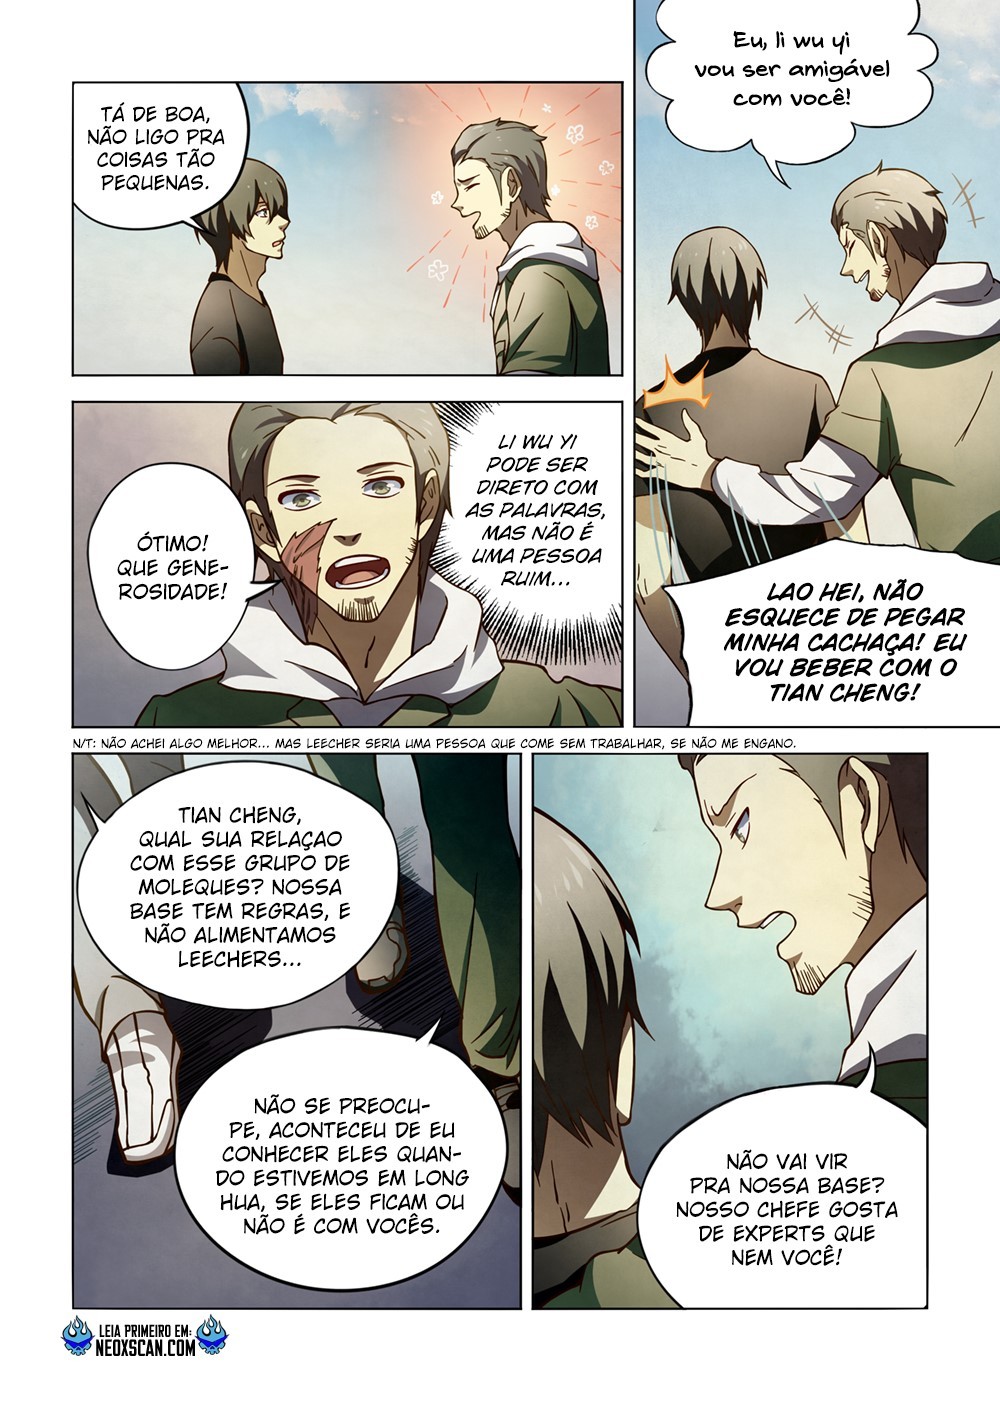 TÁ DE BOA,
NÃO LIGO PRA
COISAS TÃO
PEQUENAS.
Eu, li wu yi
vou ser amigável
com você!
ÓTIMO!
QUE GENE-
ROSIDADE!
LI WU YI
PODE SER
DIRETO COM
AS PALAVRAS,
MAS NÃO É
UMA PESSOA
RUIM...
LAO HEI, NÃO
ESQUECE DE PEGAR
MINHA CACHAÇA! EU
VOU BEBER COM O
TIAN CHENG!
N/T: NÃO ACHEI ALGO MELHOR... MAS LEECHER SERIA UMA PESSOA QUE COME SEM TRABALHAR, SE NÃO ME ENGANO.
TIAN CHENG,
QUAL SUA RELAÇAO
COM ESSE GRUPO DE
MOLEQUES? NOSSA
BASE TEM REGRAS, E
NÃO ALIMENTAMOS
LEECHERS...
NÃO SE PREOCU-
PE, ACONTECEU DE EU
CONHECER ELES QUAN-
DO ESTIVEMOS EM LONG
HUA, SE ELES FICAM OU
NÃO É COM VOCÊS.
NÃO VAI VIR
PRA NOSSA BASE?
NOSSO CHEFE GOSTA
DE EXPERTS QUE
NEM VOCÊ!
LEIA PRIMEIRO EM:
NEOXSCAN.COM